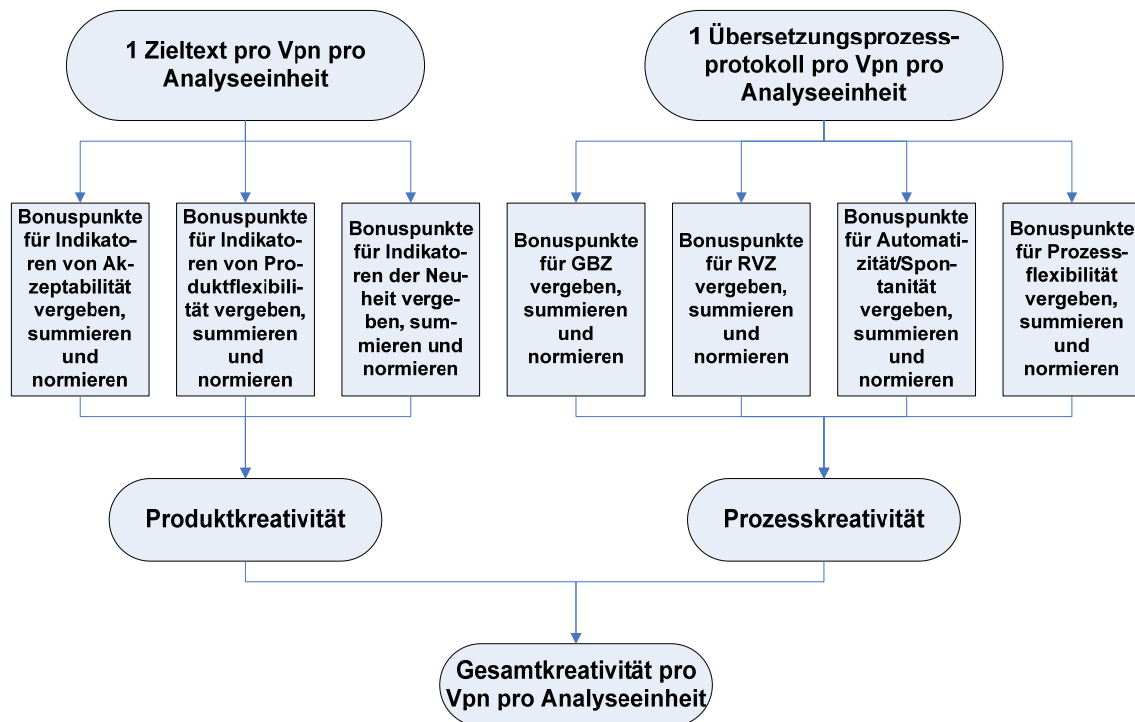 1 Zieltext pro Vpn pro
Analyseeinheit
1 Übersetzungsprozess-
protokoll pro Vpn pro
Analyseeinheit
Bonuspunkte
für Indikato-
ren von Ak-
zeptabilität
vergeben,
summieren
und
normieren
Bonuspunkte
für Indikato-
ren von Pro-
duktflexibili-
tät vergeben,
summieren
und
normieren
Bonuspunkte
für Indikato-
ren der Neu-
heit verge-
ben, sum-
mieren und
normieren
Bonuspunkte
für GBZ
vergeben,
summieren
und
normieren
Bonuspunkte
für RVZ
vergeben,
summieren
und
normieren
Bonuspunkte
für Automati-
zität/Spon-
tanität
vergeben,
summieren
und
normieren
Bonuspunkte
für Prozess-
flexibilität
vergeben,
summieren
und
normieren
Produktkreativität
Prozesskreativität
Gesamtkreativität pro
Vpn pro Analyseeinheit